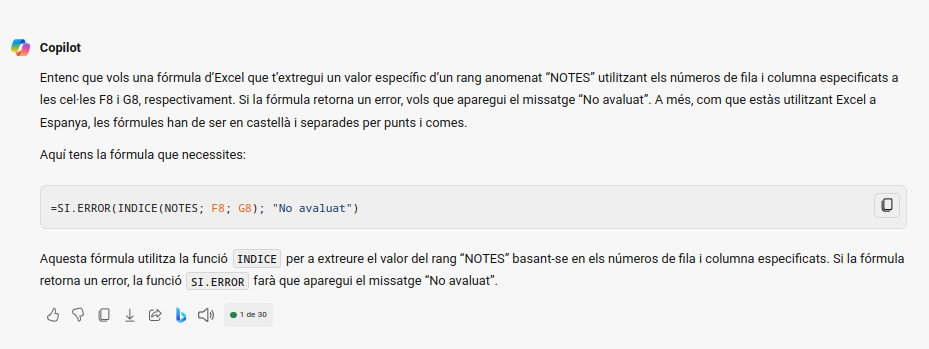 Copilot
Entenc que vols una fórmula d’Excel que t’extregui un valor específic d’un rang anomenat “NOTES” utilitzant els números de fila i columna especificats a
les cel·les F8 i G8, respectivament. Si la fórmula retorna un error, vols que aparegui el missatge “No avaluat”. A més, com que estàs utilitzant Excel a
Espanya, les fórmules han de ser en castellà i separades per punts i comes.
Aquí tens la fórmula que necessites:
=SI.ERROR(INDICE(NOTES; F8; G8); "No avaluat")
Aquesta fórmula utilitza la funció INDICE per a extreure el valor del rang “NOTES” basant-se en els números de fila i columna especificats. Si la fórmula
retorna un error, la funció SI.ERROR farà que aparegui el missatge “No avaluat”.
1 de 30